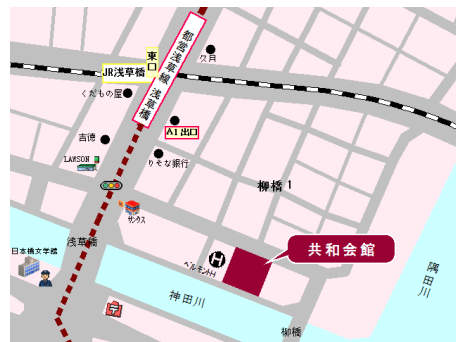 都営浅草線 浅草橋
東口
久月
JR浅草橋
くだもの屋
A1出口
吉徳
りそな銀行
LAWSON
柳橋1
サンクス
浅草橋
共和会館
日本橋女学館
ベルモントH
H
隅田川
神田川
柳橋